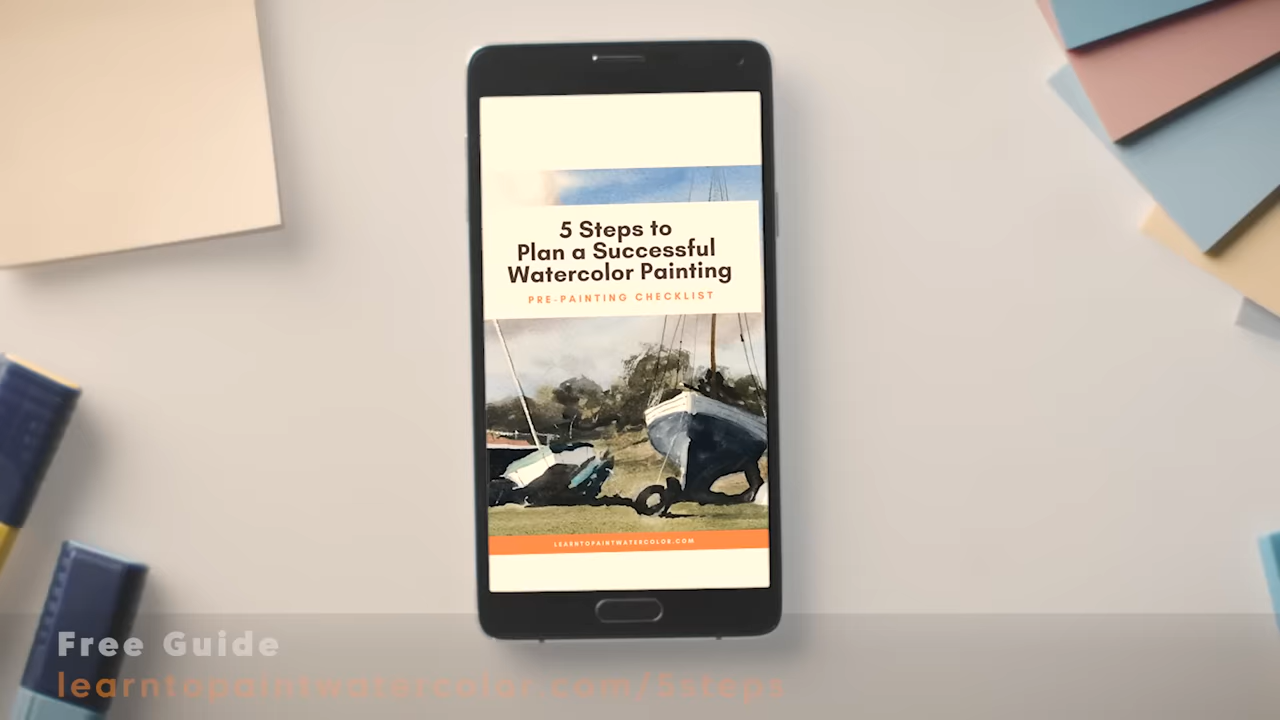 5 Steps to
Plan a Successful
Watercolor Painting
PRE-PAINTING CHECKLIST
LEARNTOPAINTWATERCOLOR.COM
Free Guide
learntopaintwatercolor.com/5steps